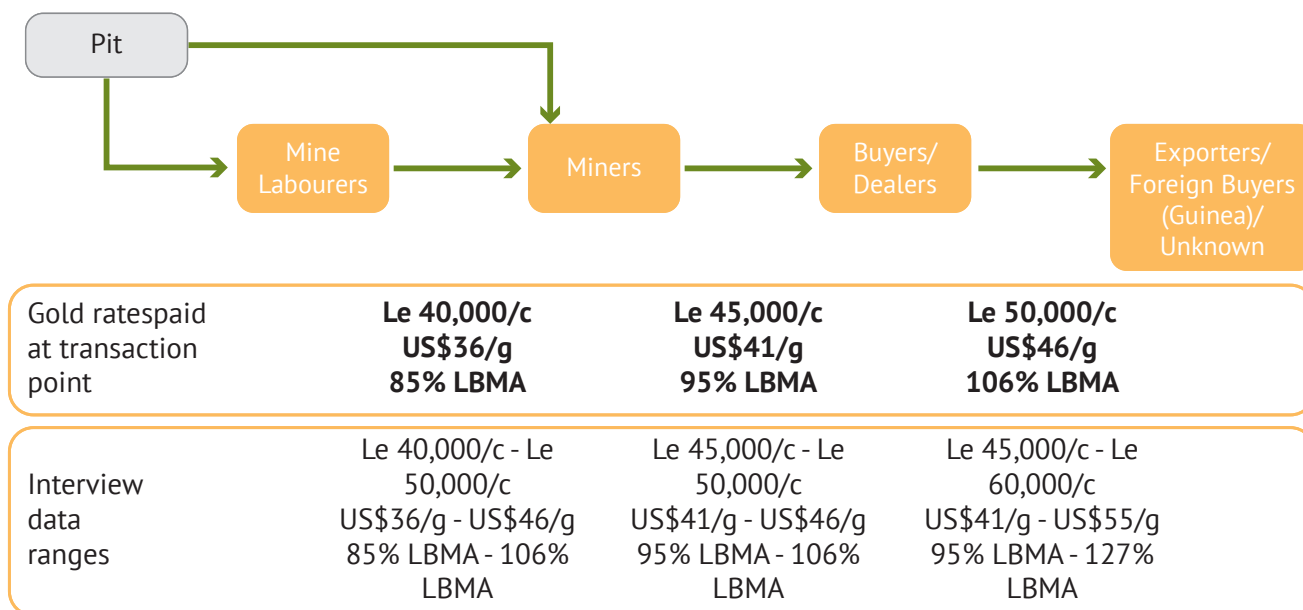 Pit
Mine
Labourers
Miners
Buyers/
Dealers
Exporters/
Foreign Buyers
(Guinea)/
Unknown
Gold ratespaid
at transaction
point
Le 40,000/c
US$36/g
85% LBMA
Le 45,000/c
US$41/g
95% LBMA
Le 50,000/c
US$46/g
106% LBMA
Interview
data
ranges
Le 40,000/c - Le
50,000/c
US$36/g - US$46/g
85% LBMA - 106%
LBMA
Le 45,000/c - Le
50,000/c
US$41/g - US$46/g
95% LBMA - 106%
LBMA
Le 45,000/c - Le
60,000/c
US$41/g - US$55/g
95% LBMA - 127%
LBMA